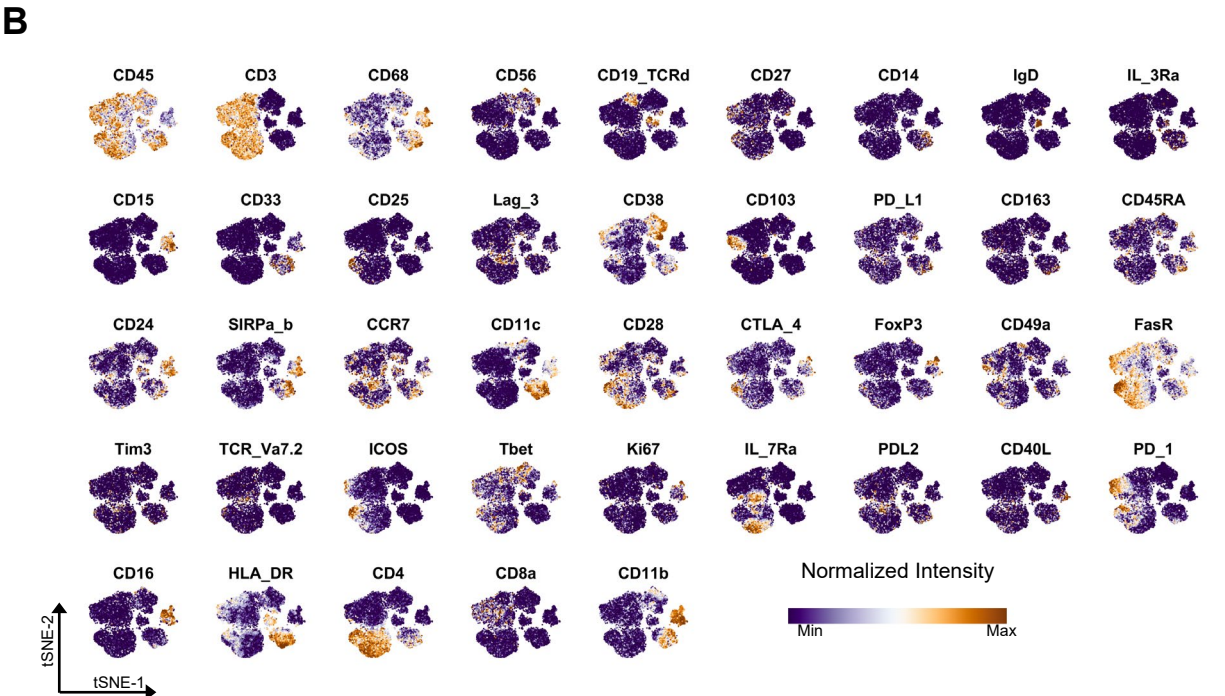 B
CD45 CD3 CD68 CD56 CD19_TCRd CD27 CD14 IgD IL_3Ra
CD15 CD33 CD25 Lag_3 CD38 CD103 PD_L1 CD163 CD45RA
CD24 SIRPa_b CCR7 CD11c CD28 CTLA_4 FoxP3 CD49a FasR
Tim3 TCR_Va7.2 ICOS Tbet Ki67 IL_7Ra PDL2 CD40L PD_1
CD16 HLA_DR CD4 CD8a CD11b
Normalized Intensity
Min Max
tSNE-2
tSNE-1